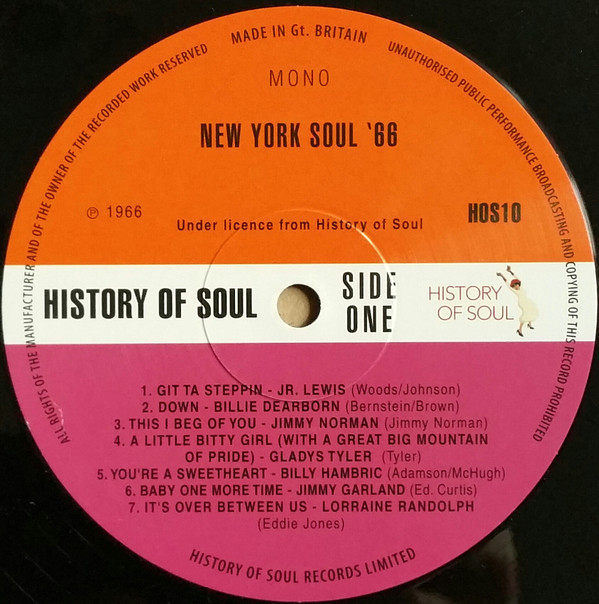 MADE IN Gt. BRITAIN
UNAUTHORISED PUBLIC PERFORMANCE BROADCASTING AND COPYING OF THIS RECORD PROHIBITED
ALL RIGHTS OF THE MANUFACTURER AND OF THE OWNER OF THE RECORDED WORK RESERVED
MONO
NEW YORK SOUL '66
℗ 1966
HOS10
Under licence from History of Soul
HISTORY OF SOUL
SIDE
ONE
HISTORY
OF SOUL
1. GIT TA STEPPIN - JR. LEWIS (Woods/Johnson)
2. DOWN - BILLIE DEARBORN (Bernstein/Brown)
3. THIS I BEG OF YOU - JIMMY NORMAN (Jimmy Norman)
4. A LITTLE BITTY GIRL (WITH A GREAT BIG MOUNTAIN
OF PRIDE) - GLADYS TYLER (Tyler)
5. YOU'RE A SWEETHEART - BILLY HAMBRIC (Adamson/McHugh)
6. BABY ONE MORE TIME - JIMMY GARLAND (Ed. Curtis)
7. IT'S OVER BETWEEN US - LORRAINE RANDOLPH
(Eddie Jones)
HISTORY OF SOUL RECORDS LIMITED